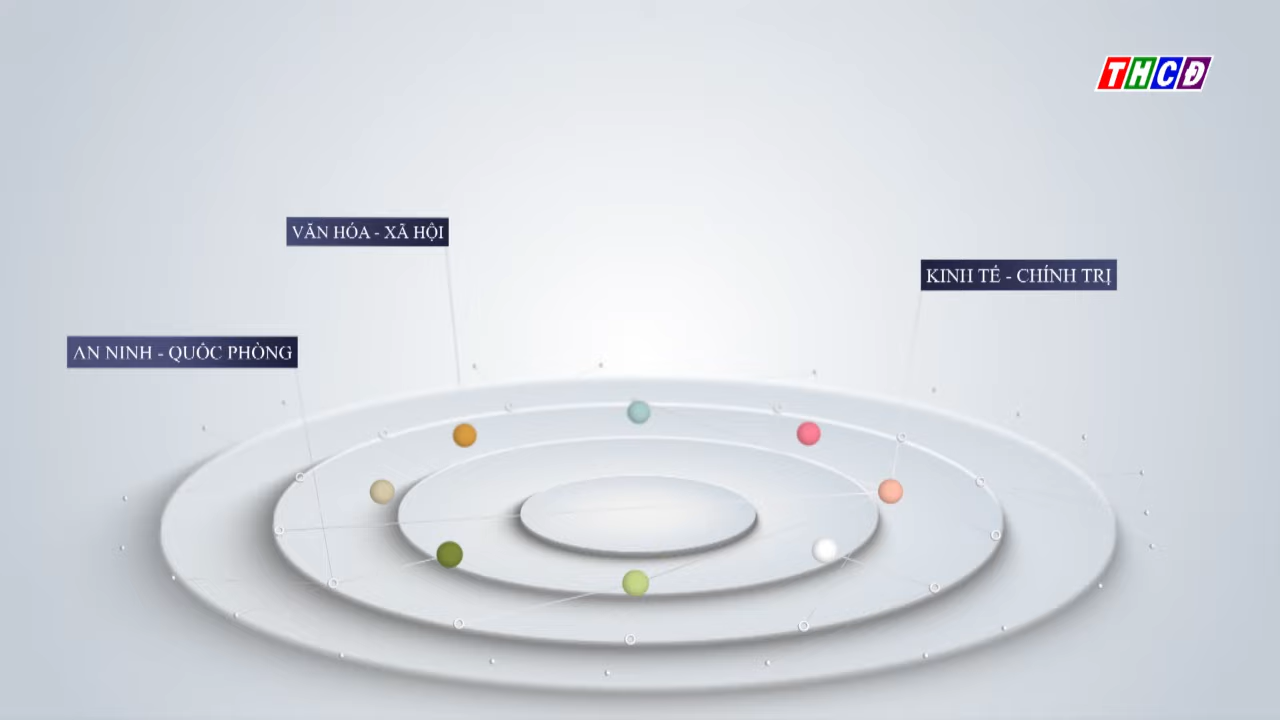 THCĐ
VĂN HÓA - XÃ HỘI
KINH TẾ - CHÍNH TRỊ
AN NINH - QUỐC PHÒNG